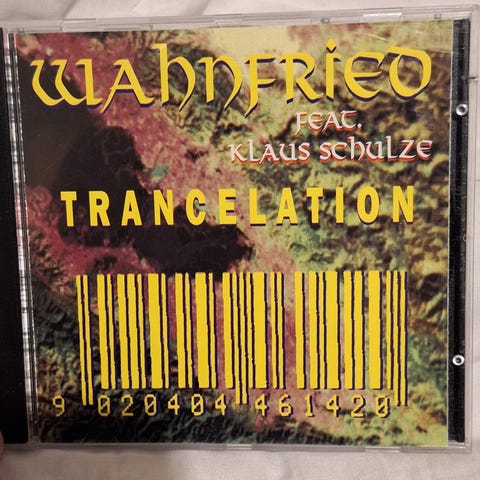 WAHNFRIED
FEAT.
KLAUS SCHULZE
TRANCELATION
9 020404 461420